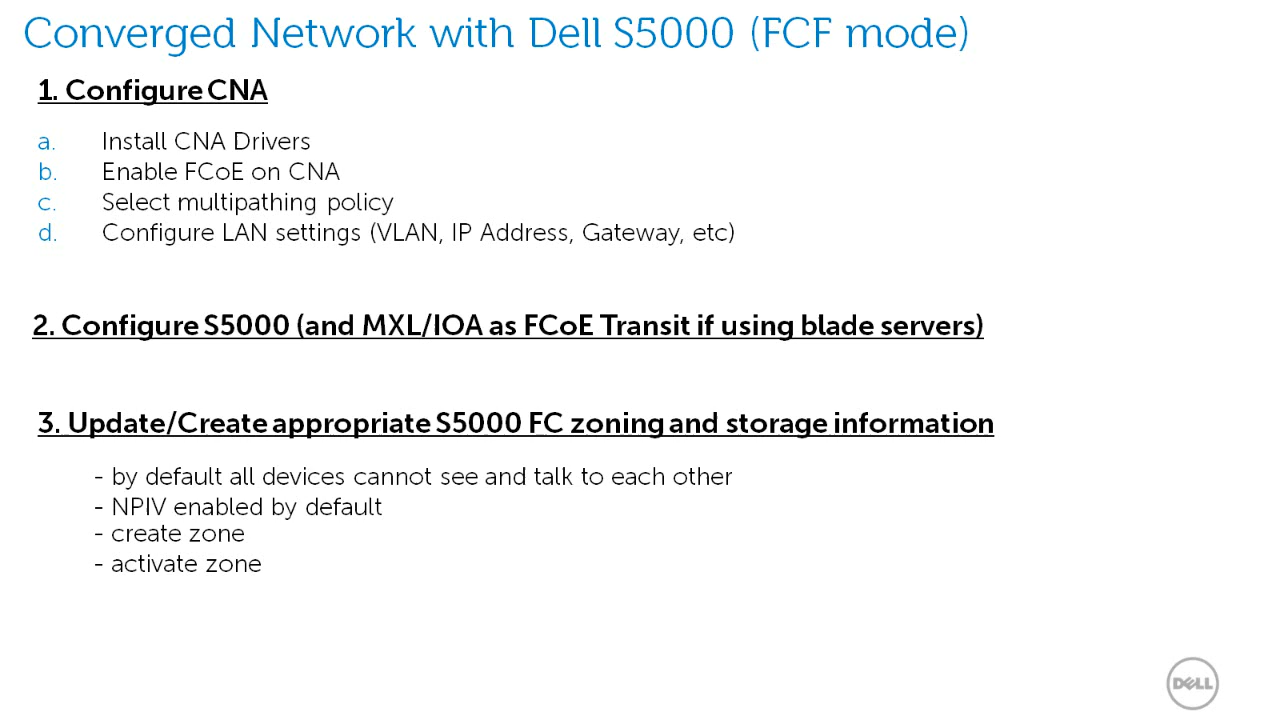 Converged Network with Dell S5000 (FCF mode)
1. Configure CNA
a. Install CNA Drivers
b. Enable FCoE on CNA
c. Select multipathing policy
d. Configure LAN settings (VLAN, IP Address, Gateway, etc)
2. Configure S5000 (and MXL/IOA as FCoE Transit if using blade servers)
3. Update/Create appropriate S5000 FC zoning and storage information
- by default all devices cannot see and talk to each other
- NPIV enabled by default
- create zone
- activate zone
DELL